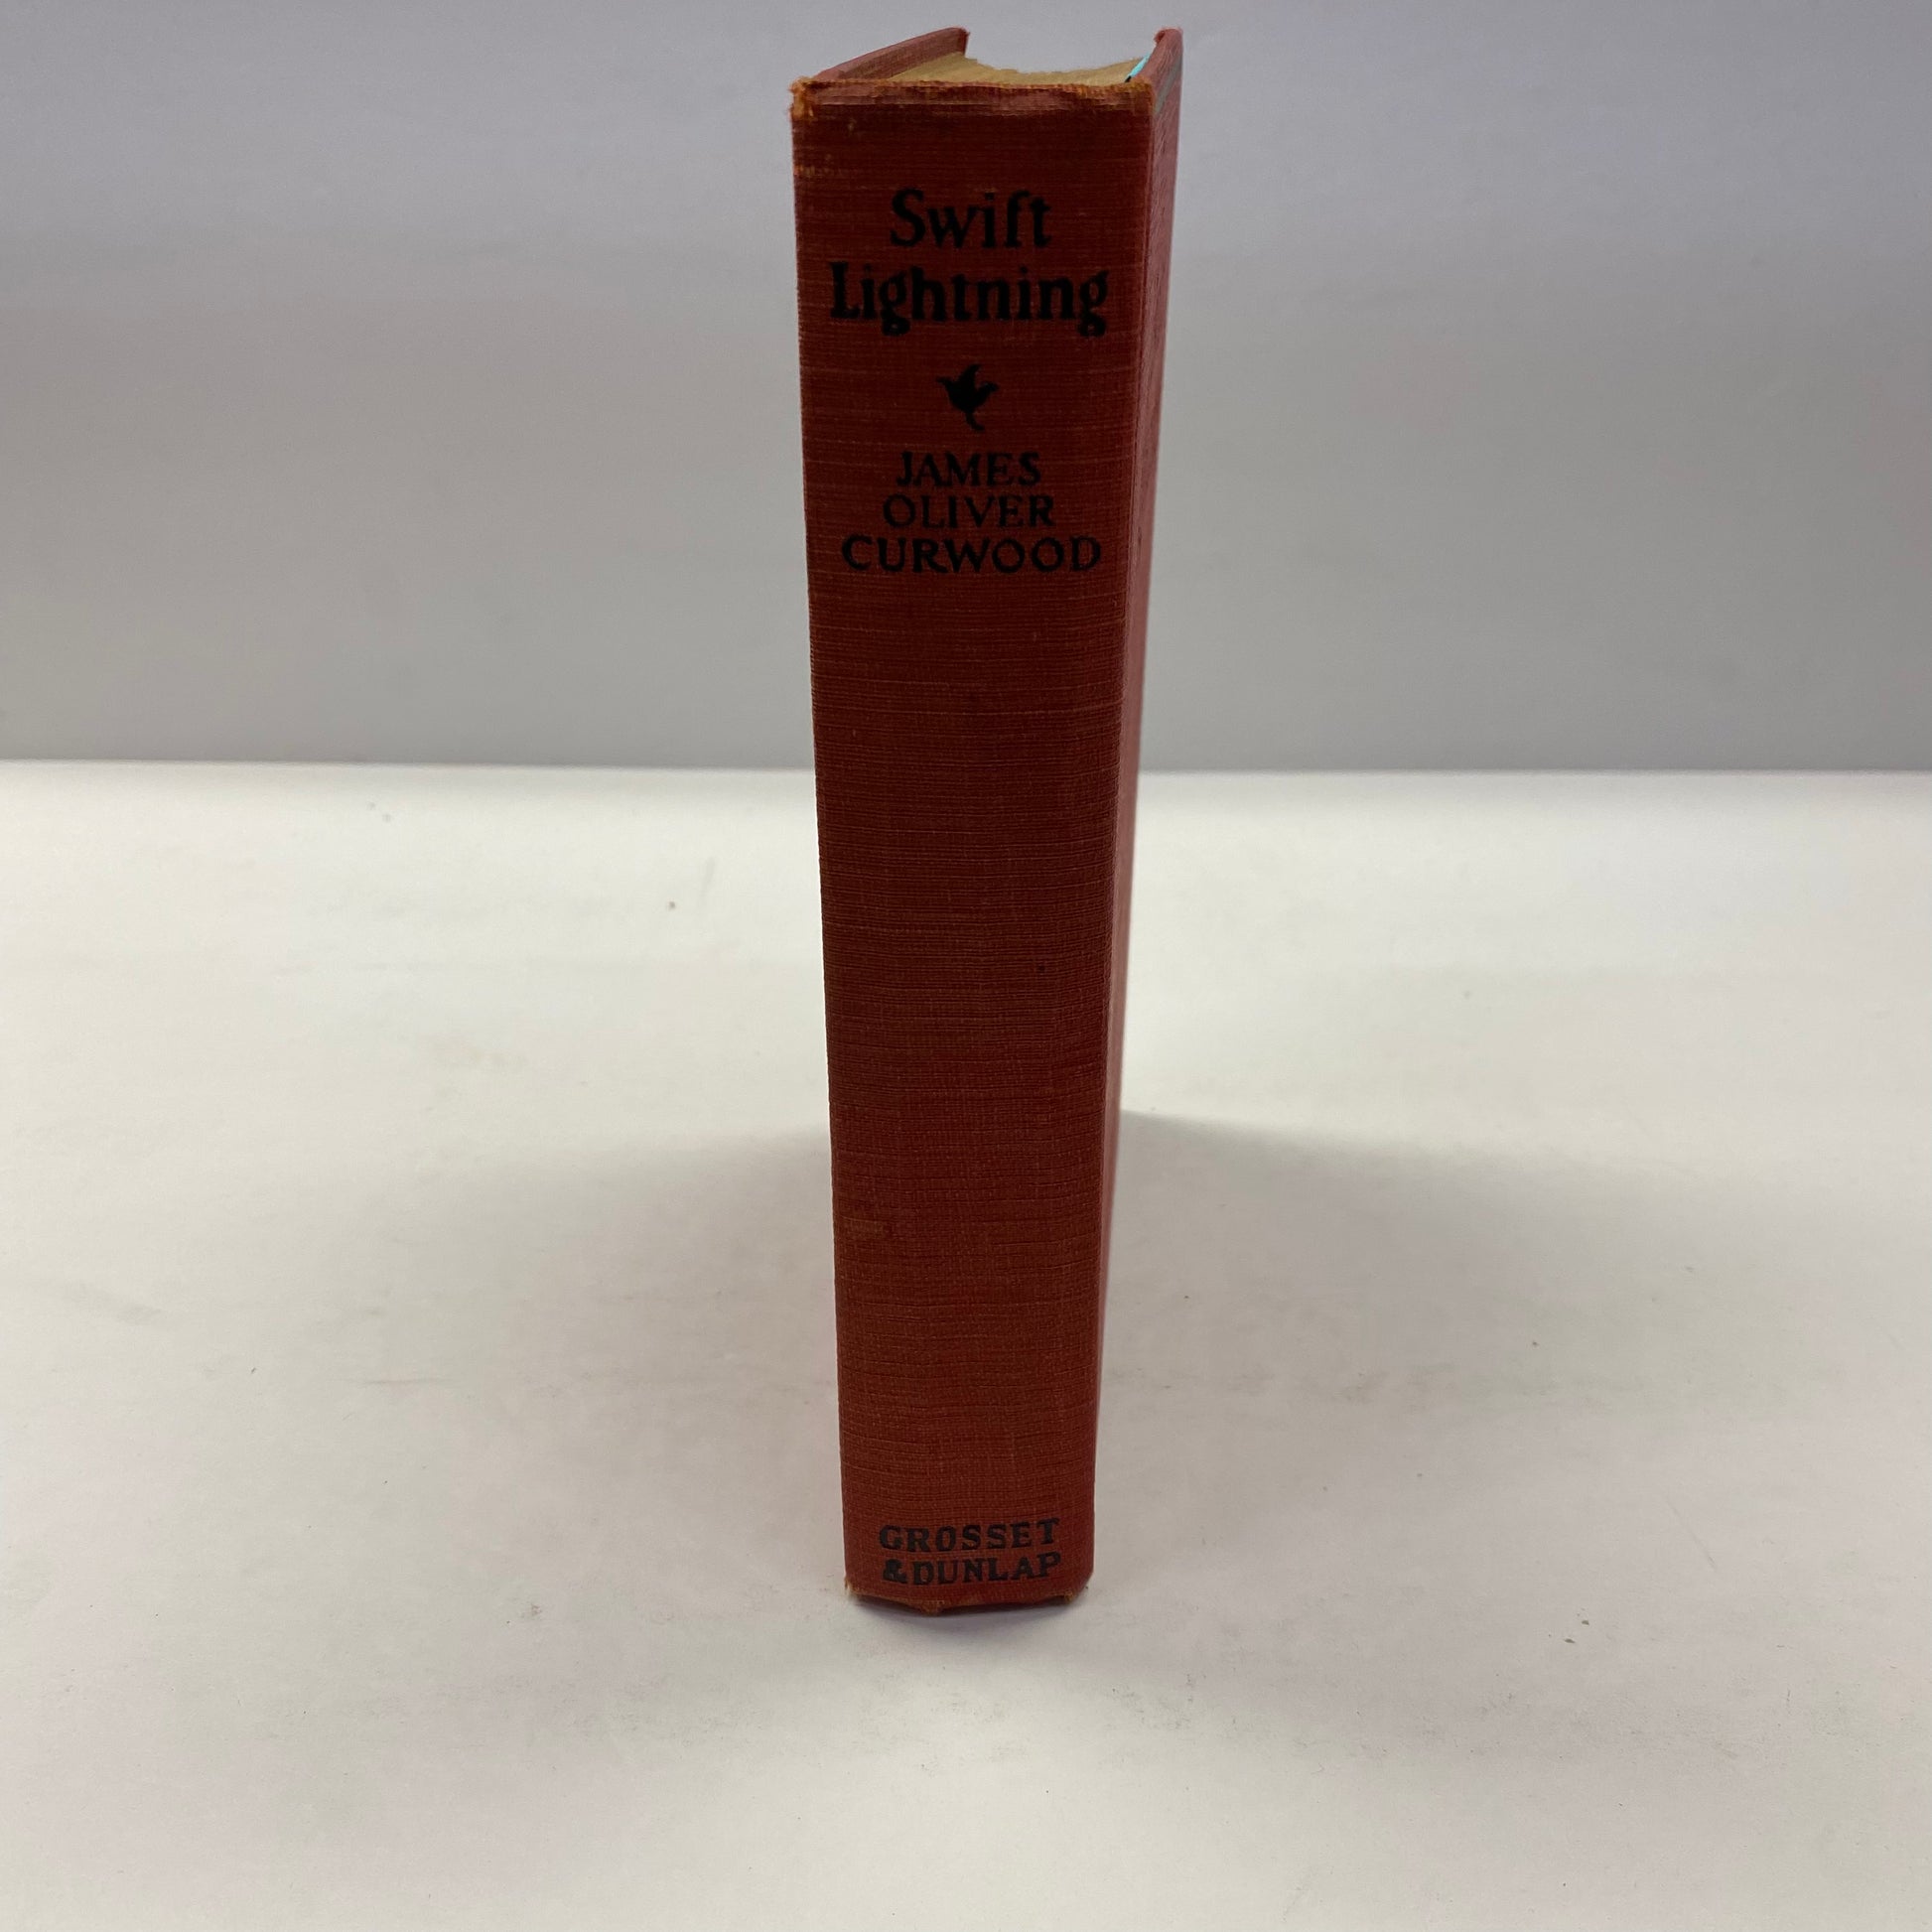 Swift
Lightning
JAMES
OLIVER
CURWOOD
GROSSET
&DUNLAP